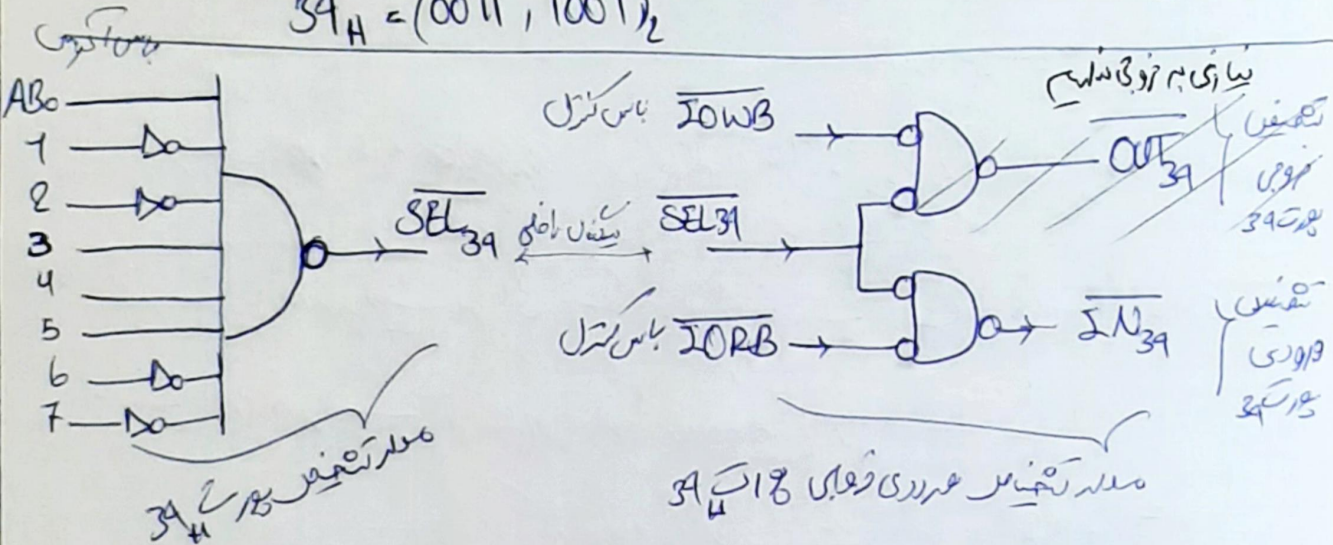 39H = (0011, 1001)2
باس آدرس
AB0
1
2
3
4
5
6
7
SEL39
سیگنال داخلی
باس کنترل IOWB
SEL39
باس کنترل IORB
نیازی به خروجی نداریم
OUT39
تشخیص
خروجی
پورت 39
IN39
تشخیص
ورودی
پورت 39
مدار تشخیص پورت 39H
مدار تشخیص ورودی خروجی پورت 39H